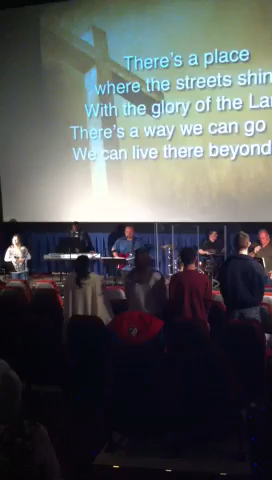 There's a place
where the streets shin
With the glory of the La
There's a way we can go
We can live there beyond